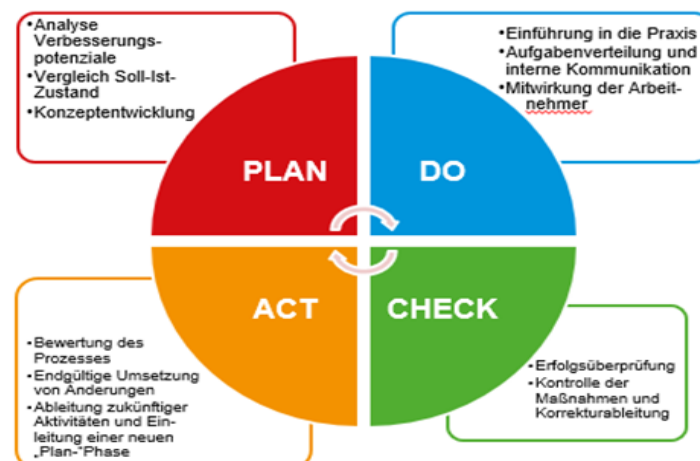 •Analyse
Verbesserungs-
potenziale
•Vergleich Soll-Ist-
Zustand
•Konzeptentwicklung
•Einführung in die Praxis
•Aufgabenverteilung und
interne Kommunikation
•Mitwirkung der Arbeit-
nehmer
PLAN
DO
ACT
CHECK
•Bewertung des
Prozesses
•Endgültige Umsetzung
von Änderungen
•Ableitung zukünftiger
Aktivitäten und Ein-
leitung einer neuen
„Plan-“Phase
•Erfolgsüberprüfung
•Kontrolle der
Maßnahmen und
Korrekturableitung